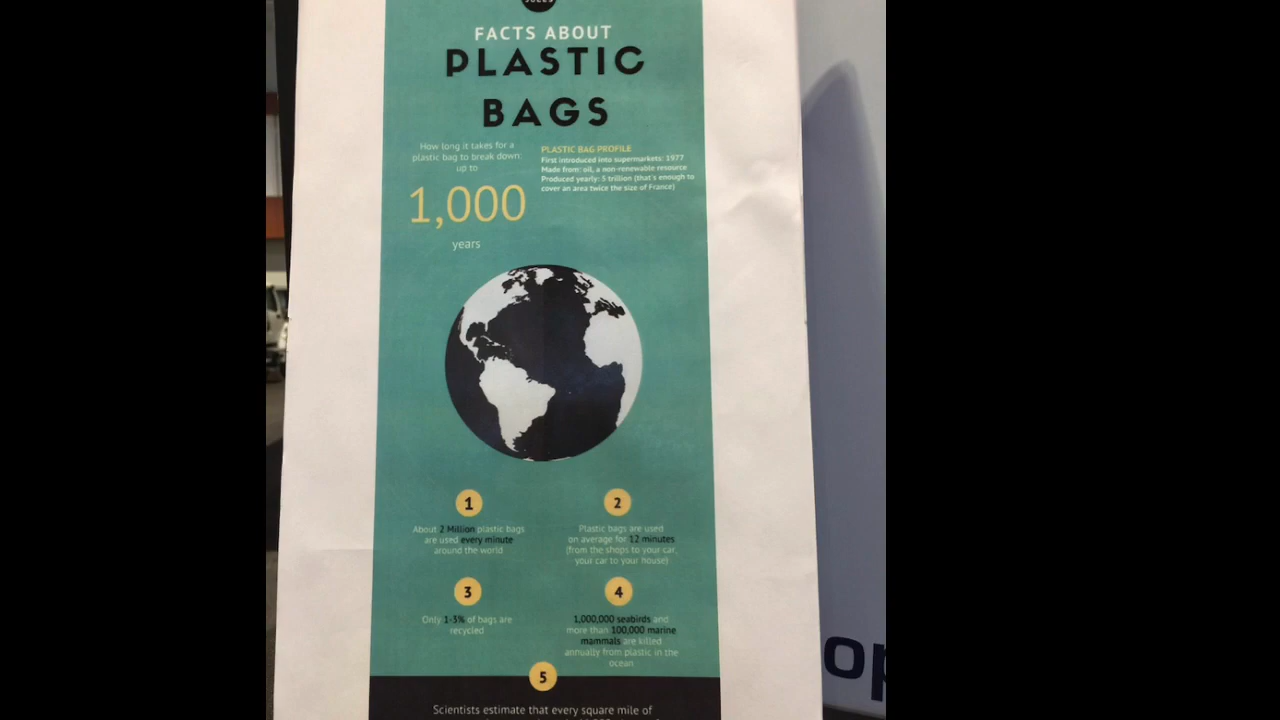 FACTS ABOUT
PLASTIC
BAGS
How long it takes for a
plastic bag to break down:
up to
1,000
years
PLASTIC BAG PROFILE
First introduced into supermarkets: 1977
Made from: oil, a non-renewable resource
Produced yearly: 5 trillion (that's enough to
cover an area twice the size of France)
1
About 2 Million plastic bags
are used every minute
around the world
2
Plastic bags are used
on average for 12 minutes
(from the shops to your car,
your car to your house)
3
Only 1-3% of bags are
recycled
4
1,000,000 seabirds and
more than 100,000 marine
mammals are killed
annually from plastic in the
ocean
5
Scientists estimate that every square mile of
op